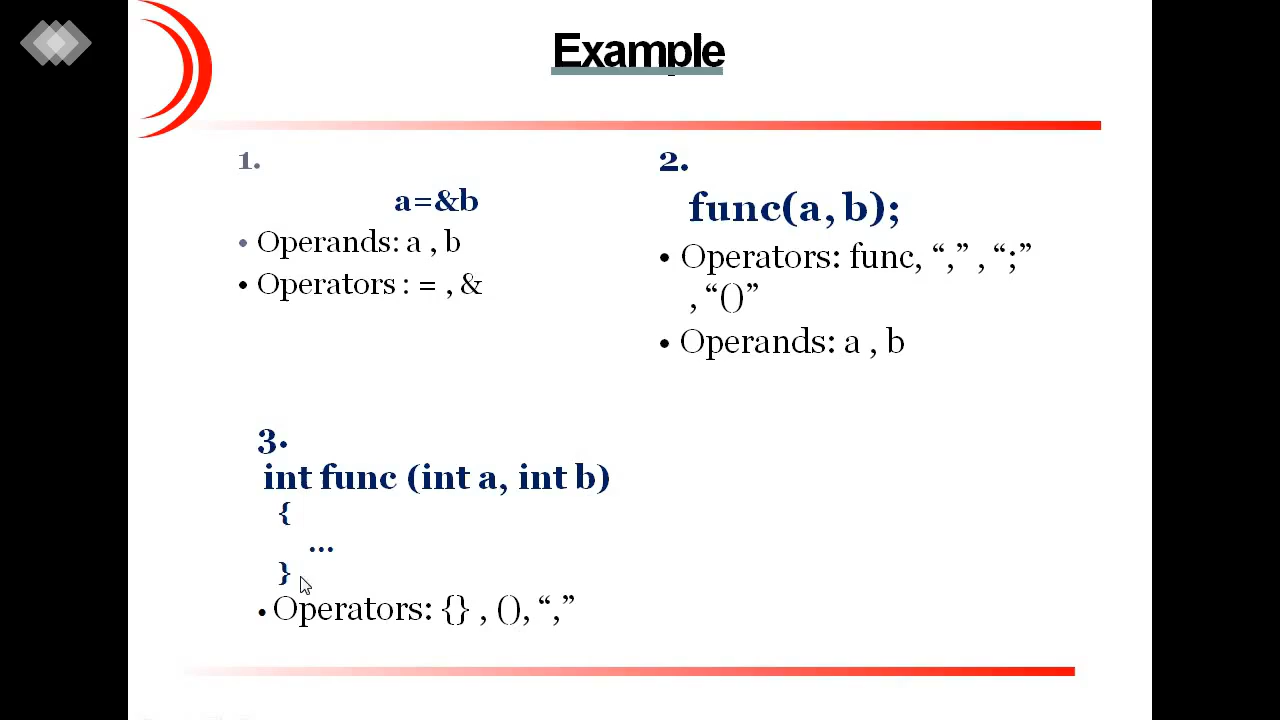 Example
1.
a=&b
• Operands: a , b
• Operators : = , &
2.
func(a, b);
• Operators: func, “,” , “;”
, “()”
• Operands: a , b
3.
int func (int a, int b)
{
...
}
• Operators: {} , (), “,”